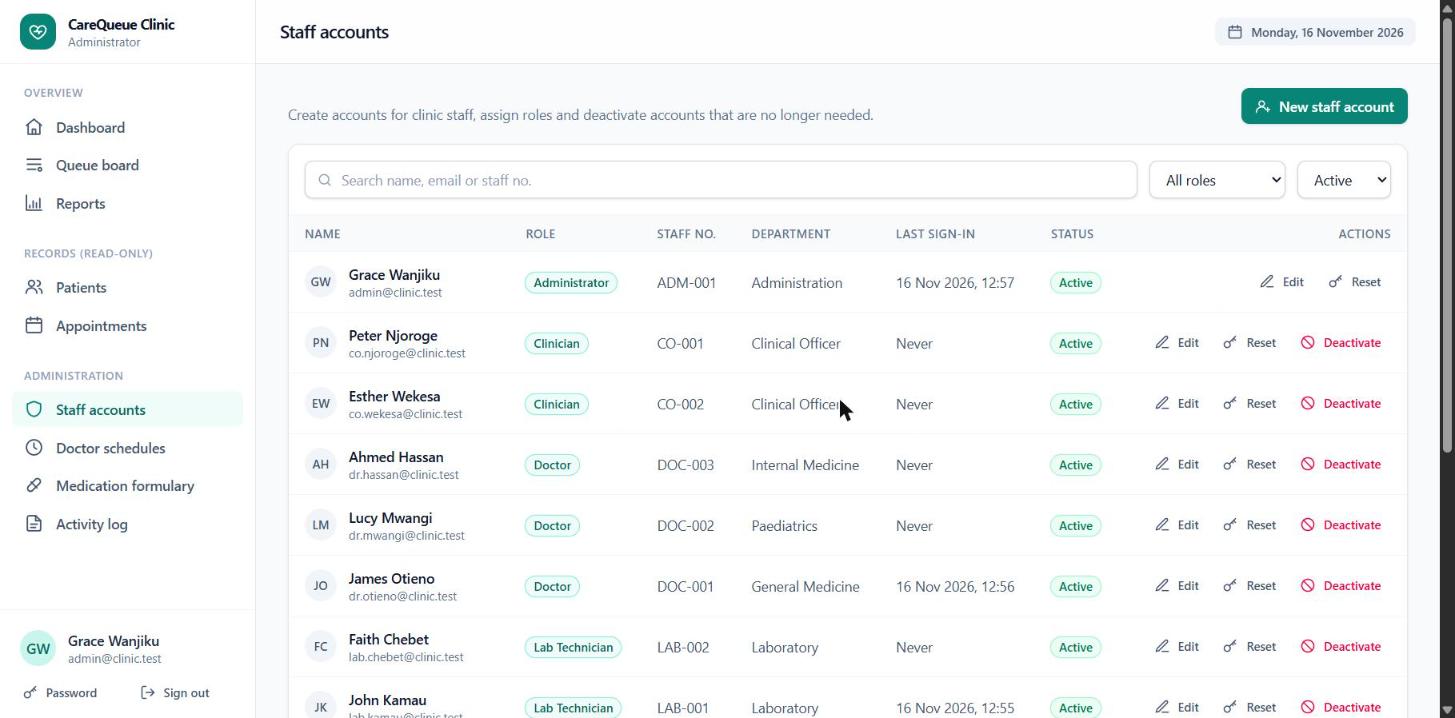 CareQueue Clinic
Administrator
OVERVIEW
Dashboard
Queue board
Reports
RECORDS (READ-ONLY)
Patients
Appointments
ADMINISTRATION
Staff accounts
Doctor schedules
Medication formulary
Activity log
GW Grace Wanjiku
admin@clinic.test
Password Sign out
Staff accounts Monday, 16 November 2026
Create accounts for clinic staff, assign roles and deactivate accounts that are no longer needed. New staff account
Search name, email or staff no. All roles Active
NAME ROLE STAFF NO. DEPARTMENT LAST SIGN-IN STATUS ACTIONS
GW Grace Wanjiku Administrator ADM-001 Administration 16 Nov 2026, 12:57 Active Edit Reset
admin@clinic.test
PN Peter Njoroge Clinician CO-001 Clinical Officer Never Active Edit Reset Deactivate
co.njoroge@clinic.test
EW Esther Wekesa Clinician CO-002 Clinical Officer Never Active Edit Reset Deactivate
co.wekesa@clinic.test
AH Ahmed Hassan Doctor DOC-003 Internal Medicine Never Active Edit Reset Deactivate
dr.hassan@clinic.test
LM Lucy Mwangi Doctor DOC-002 Paediatrics Never Active Edit Reset Deactivate
dr.mwangi@clinic.test
JO James Otieno Doctor DOC-001 General Medicine 16 Nov 2026, 12:56 Active Edit Reset Deactivate
dr.otieno@clinic.test
FC Faith Chebet Lab Technician LAB-002 Laboratory Never Active Edit Reset Deactivate
lab.chebet@clinic.test
JK John Kamau Lab Technician LAB-001 Laboratory 16 Nov 2026, 12:55 Active Edit Reset Deactivate
lab.kamau@clinic.test